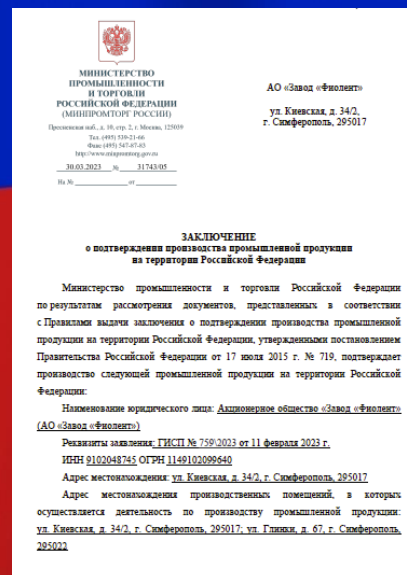 МИНИСТЕРСТВО
ПРОМЫШЛЕННОСТИ
И ТОРГОВЛИ
РОССИЙСКОЙ ФЕДЕРАЦИИ
(МИНПРОМТОРГ РОССИИ)
Пресненская наб., д. 10, стр. 2, г. Москва, 125039
Тел. (495) 539-21-66
Факс (495) 547-87-83
http://www.minpromtorg.gov.ru
30.03.2023 № 31743/05
На № от
АО «Завод «Фиолент»
ул. Киевская, д. 34/2,
г. Симферополь, 295017
ЗАКЛЮЧЕНИЕ
о подтверждении производства промышленной продукции
на территории Российской Федерации
Министерство промышленности и торговли Российской Федерации
по результатам рассмотрения документов, представленных в соответствии
с Правилами выдачи заключения о подтверждении производства промышленной
продукции на территории Российской Федерации, утвержденными постановлением
Правительства Российской Федерации от 17 июля 2015 г. № 719, подтверждает
производство следующей промышленной продукции на территории Российской
Федерации:
Наименование юридического лица: Акционерное общество «Завод «Фиолент»
(АО «Завод «Фиолент»)
Реквизиты заявления: ГИСП № 759\2023 от 11 февраля 2023 г.
ИНН 9102048745 ОГРН 1149102099640
Адрес местонахождения: ул. Киевская, д. 34/2, г. Симферополь, 295017
Адрес местонахождения производственных помещений, в которых
осуществляется деятельность по производству промышленной продукции:
ул. Киевская, д. 34/2, г. Симферополь, 295017; ул. Глинки, д. 67, г. Симферополь,
295022